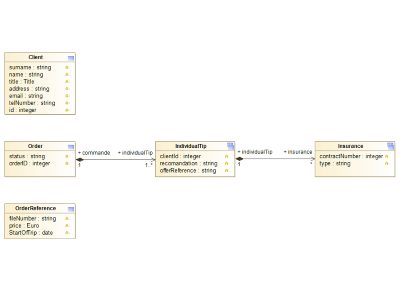 Client
surname : string
name : string
title : Title
address : string
email : string
telNumber : string
id : integer
Order
status : string
orderID : integer
+ commande
1
+ individualTip
1..*
IndividualTip
clientId : integer
recomandation : string
offerReference : string
+ individualTip
1
+ insurance
*
Insurance
contractNumber : integer
type : string
OrderReference
fileNumber : string
price : Euro
StartOfTrip : date